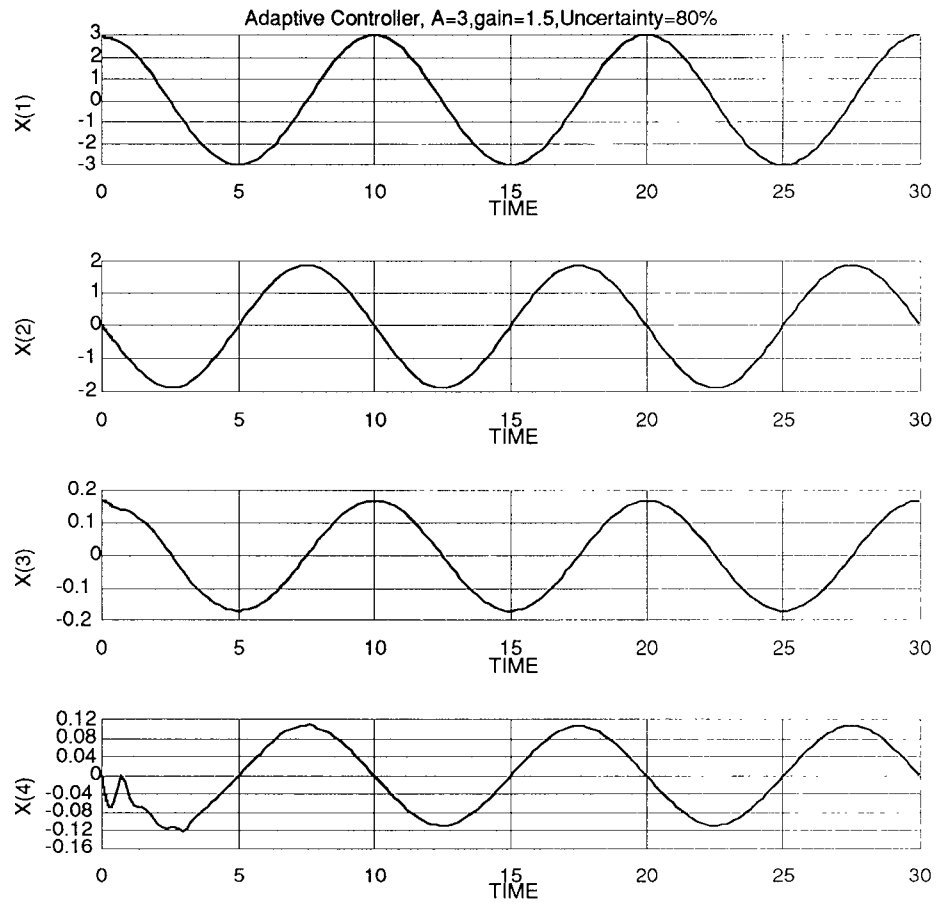 Adaptive Controller, A=3,gain=1.5,Uncertainty=80%
3
2
1
0
-1
-2
-3
X(1)
0 5 10 15 20 25 30
TIME
2
1
0
-1
-2
X(2)
0 5 10 15 20 25 30
TIME
0.2
0.1
0
-0.1
-0.2
X(3)
0 5 10 15 20 25 30
TIME
0.12
0.08
0.04
0
-0.04
-0.08
-0.12
-0.16
X(4)
0 5 10 15 20 25 30
TIME